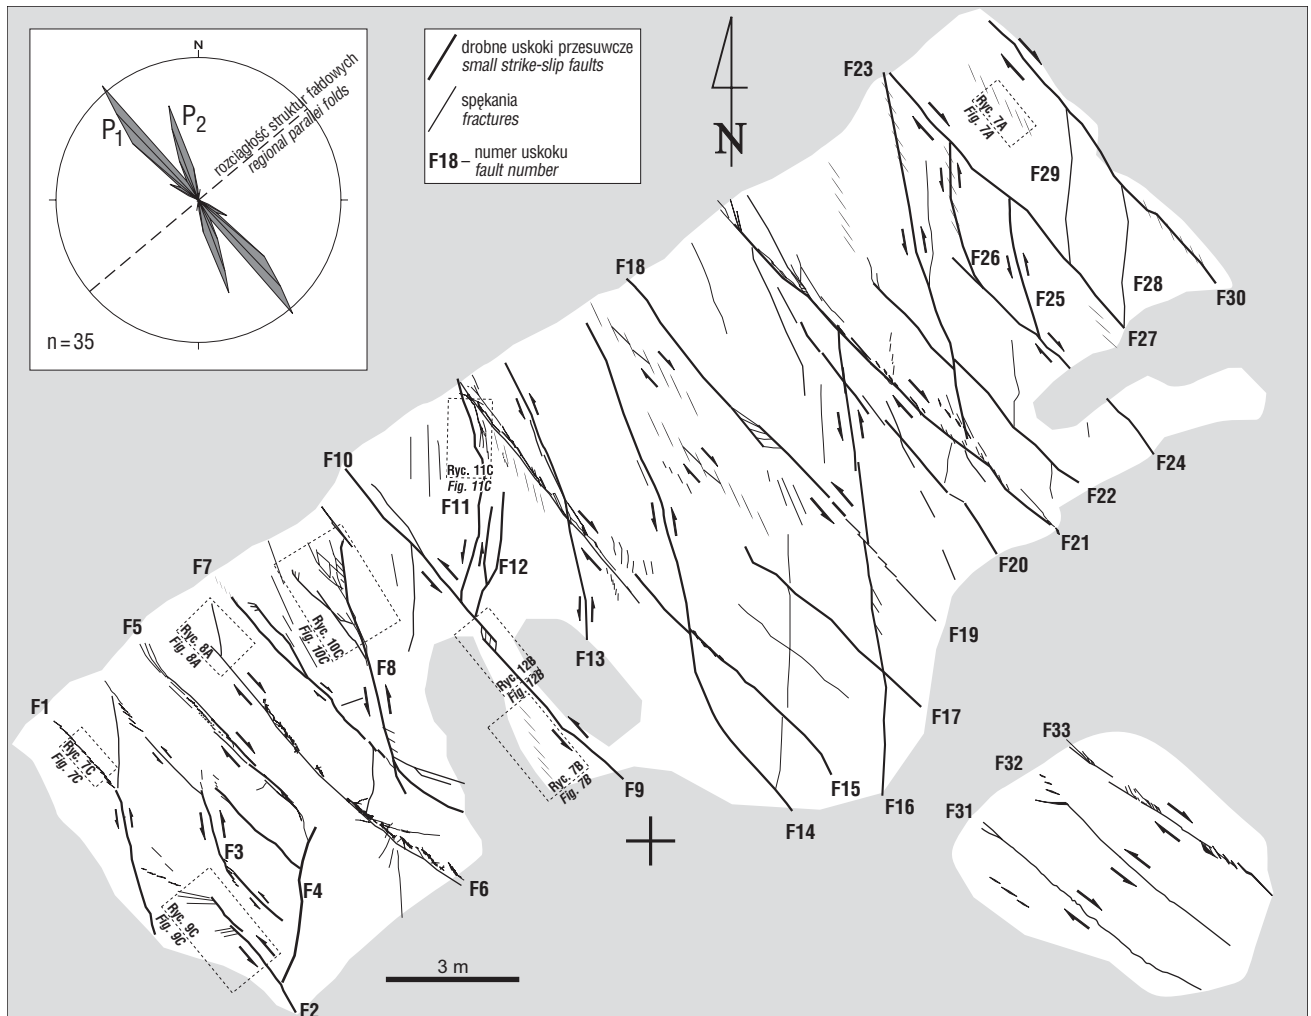 N
P1
P2
rozciągłość struktur fałdowych
regional parallel folds
n = 35
drobne uskoki przesuwcze
small strike-slip faults
spękania
fractures
F18 – numer uskoku
fault number
N
F23
Ryc. 7A
Fig. 7A
F29
F18
F26
F25
F28
F30
F27
F10
Ryc. 11C
Fig. 11C
F11
F24
F22
F21
F7
F12
F20
F5
Ryc. 8A
Fig. 8A
Ryc. 10C
Fig. 10C
F19
F8
F13
Ryc. 12B
Fig. 12B
F1
Ryc. 7C
Fig. 7C
F17
F33
F32
Ryc. 7B
Fig. 7B
F9
F15
F16
F31
F14
F3
F4
F6
Ryc. 9C
Fig. 9C
3 m
F2